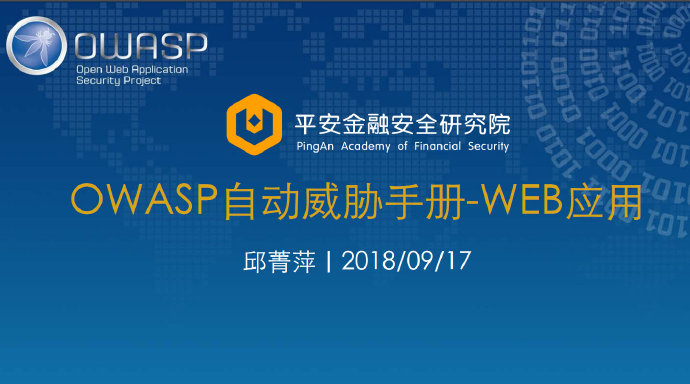 OWASP
Open Web Application
Security Project
平安金融安全研究院
PingAn Academy of Financial Security
OWASP自动威胁手册-WEB应用
邱菁萍 | 2018/09/17